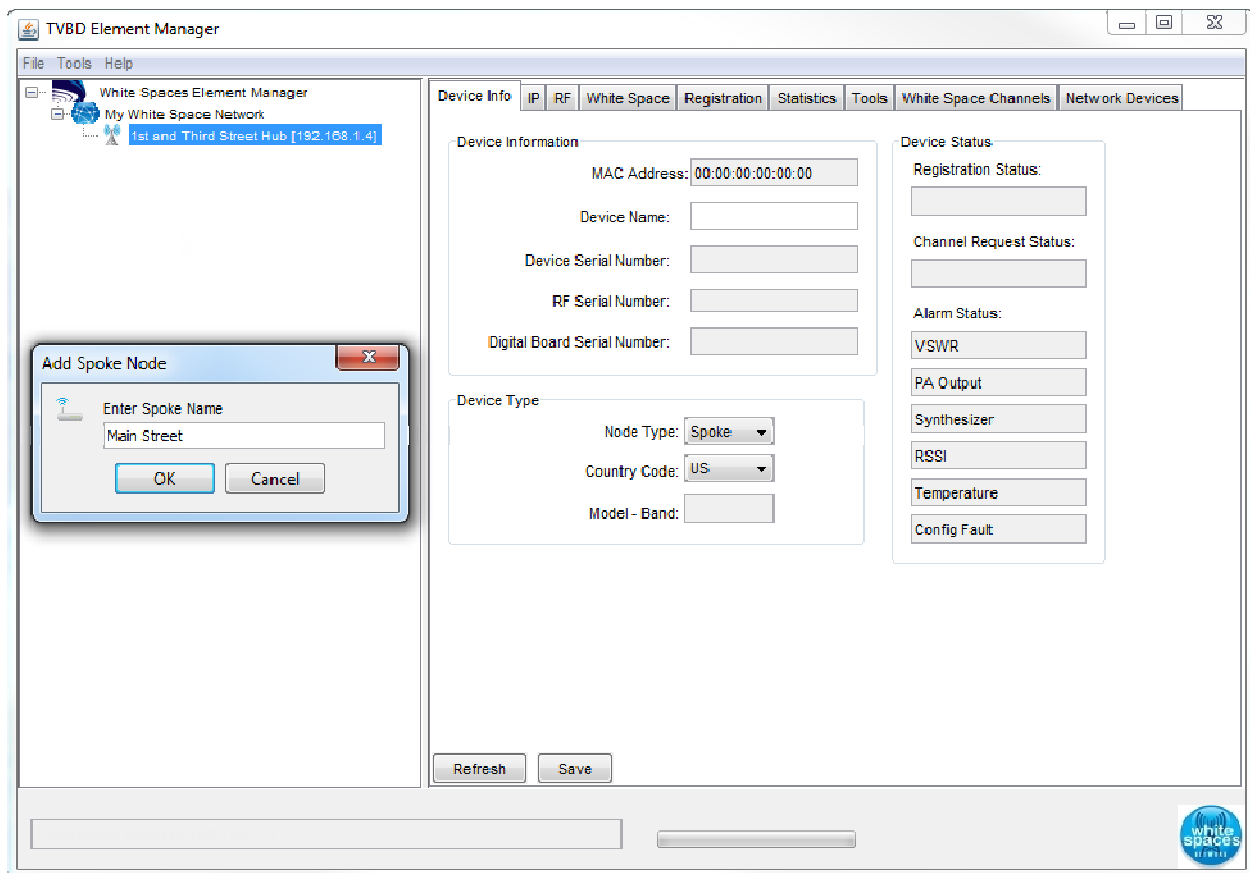 TVBD Element Manager
File Tools Help
White Spaces Element Manager
My White Space Network
1st and Third Street Hub [192.168.1.4]
Device Info IP RF White Space Registration Statistics Tools White Space Channels Network Devices
Device Information
MAC Address: 00:00:00:00:00:00
Device Name:
Device Serial Number:
RF Serial Number:
Digital Board Serial Number:
Device Type
Node Type: Spoke
Country Code: US
Model - Band:
Device Status
Registration Status:
Channel Request Status:
Alarm Status:
VSWR
PA Output
Synthesizer
RSSI
Temperature
Config Fault
Add Spoke Node
Enter Spoke Name
Main Street
OK Cancel
Refresh Save
white
spaces
NETWORK